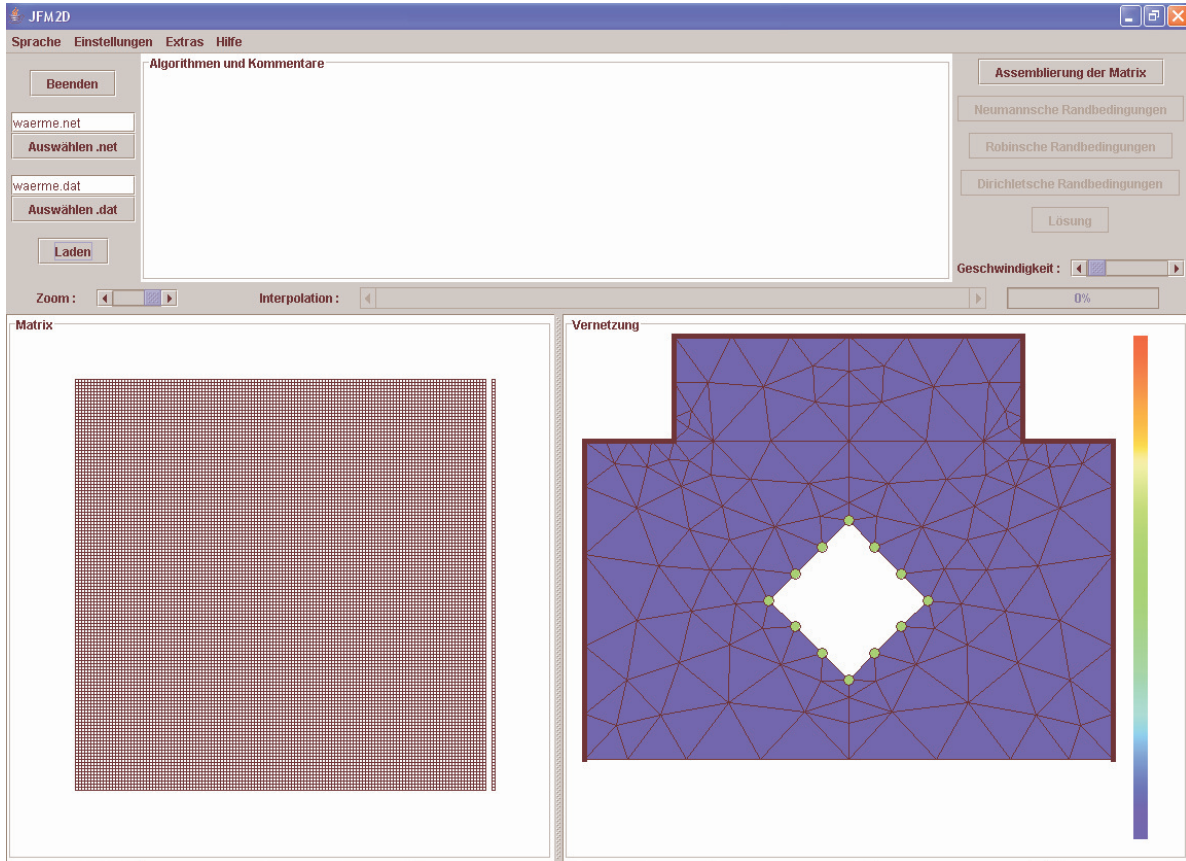 JFM2D
Sprache Einstellungen Extras Hilfe
Beenden
waerme.net
Auswählen .net
waerme.dat
Auswählen .dat
Laden
Algorithmen und Kommentare
Assemblierung der Matrix
Neumannsche Randbedingungen
Robinsche Randbedingungen
Dirichletsche Randbedingungen
Lösung
Geschwindigkeit :
Zoom :
Interpolation :
0%
Matrix
Vernetzung